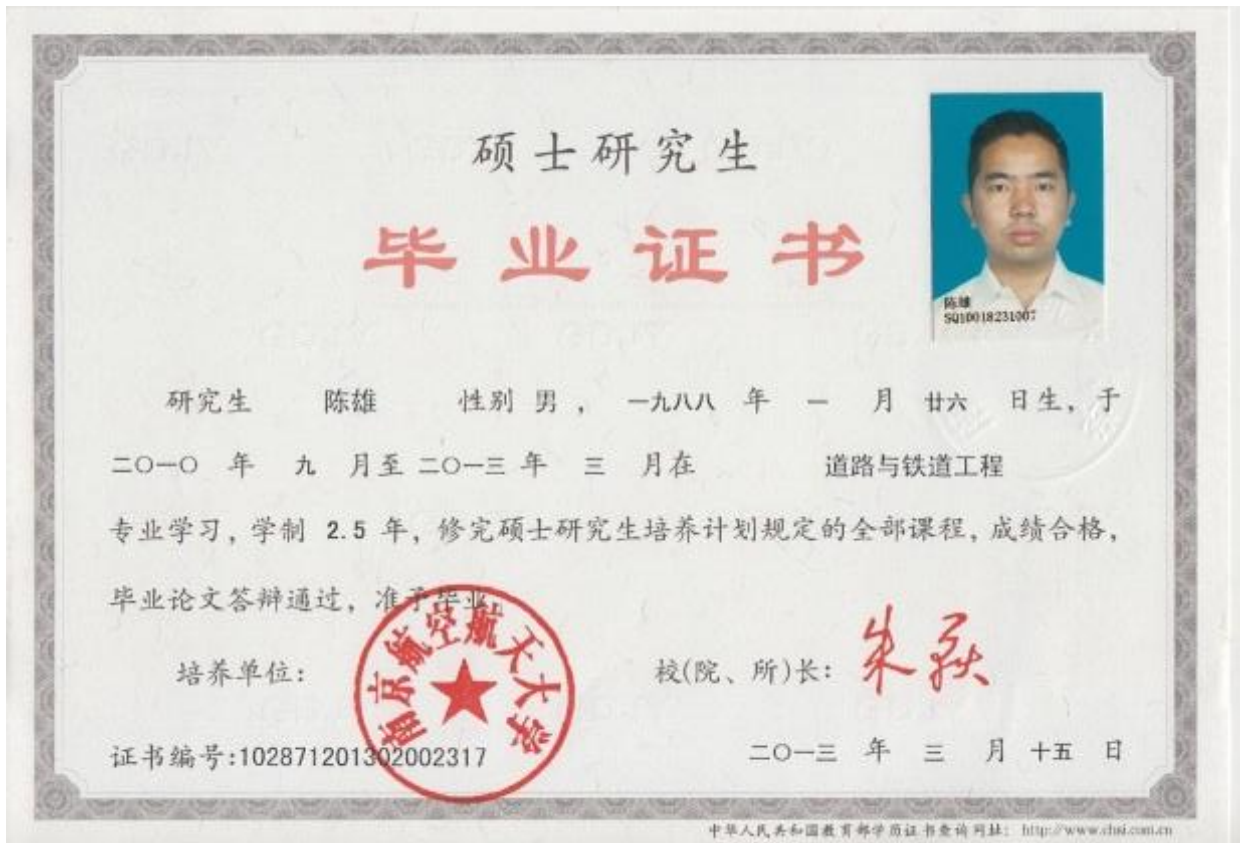 硕士研究生
毕业证书
陈雄
SQ10018231007
研究生 陈雄 性别 男 , 一九八八 年 一 月 廿六 日生, 于
二〇一〇 年 九 月至 二〇一三 年 三 月在 道路与铁道工程
专业学习, 学制 2.5 年, 修完硕士研究生培养计划规定的全部课程, 成绩合格,
毕业论文答辩通过, 准予毕业。
培养单位:
南京航空航天大学
校(院、所)长: 朱荻
证书编号:102871201302002317
二〇一三 年 三 月 十五 日
中华人民共和国教育部学历证书查询网址: http://www.chsi.com.cn